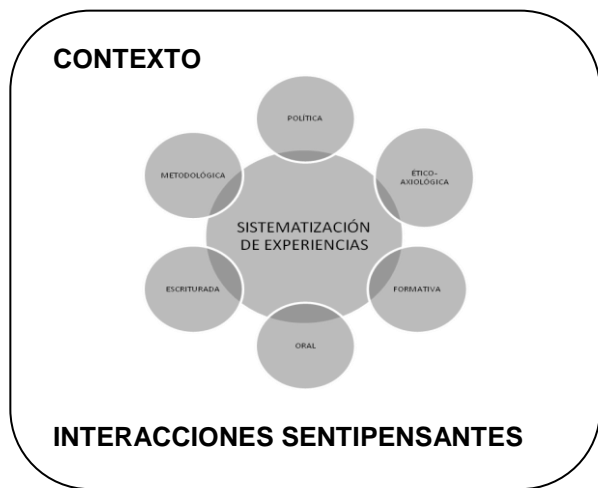 CONTEXTO
POLÍTICA
METODOLÓGICA
ÉTICO-
AXIOLÓGICA
SISTEMATIZACIÓN
DE EXPERIENCIAS
ESCRITURADA
FORMATIVA
ORAL
INTERACCIONES SENTIPENSANTES